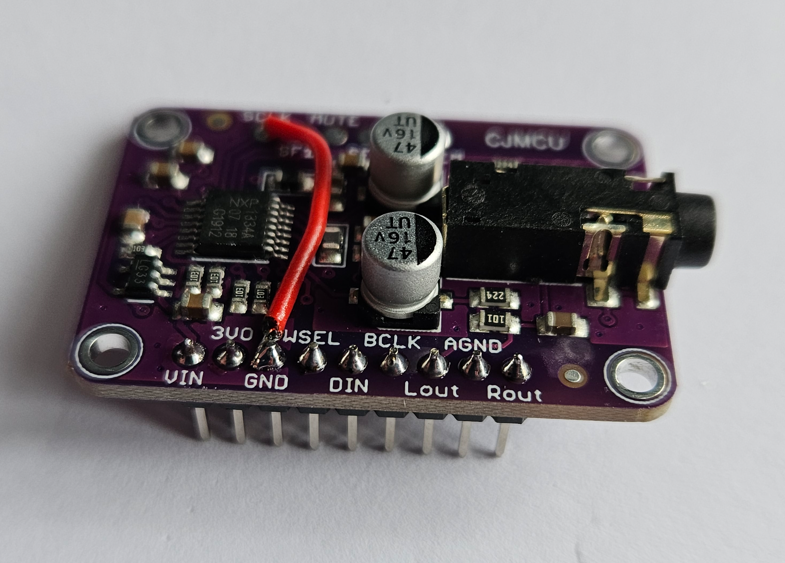 MUTE
CJMCU
47
16v
UT
47
16v
UT
1334A
224
101
3VO
WSEL
BCLK
AGND
VIN
GND
DIN
Lout
Rout